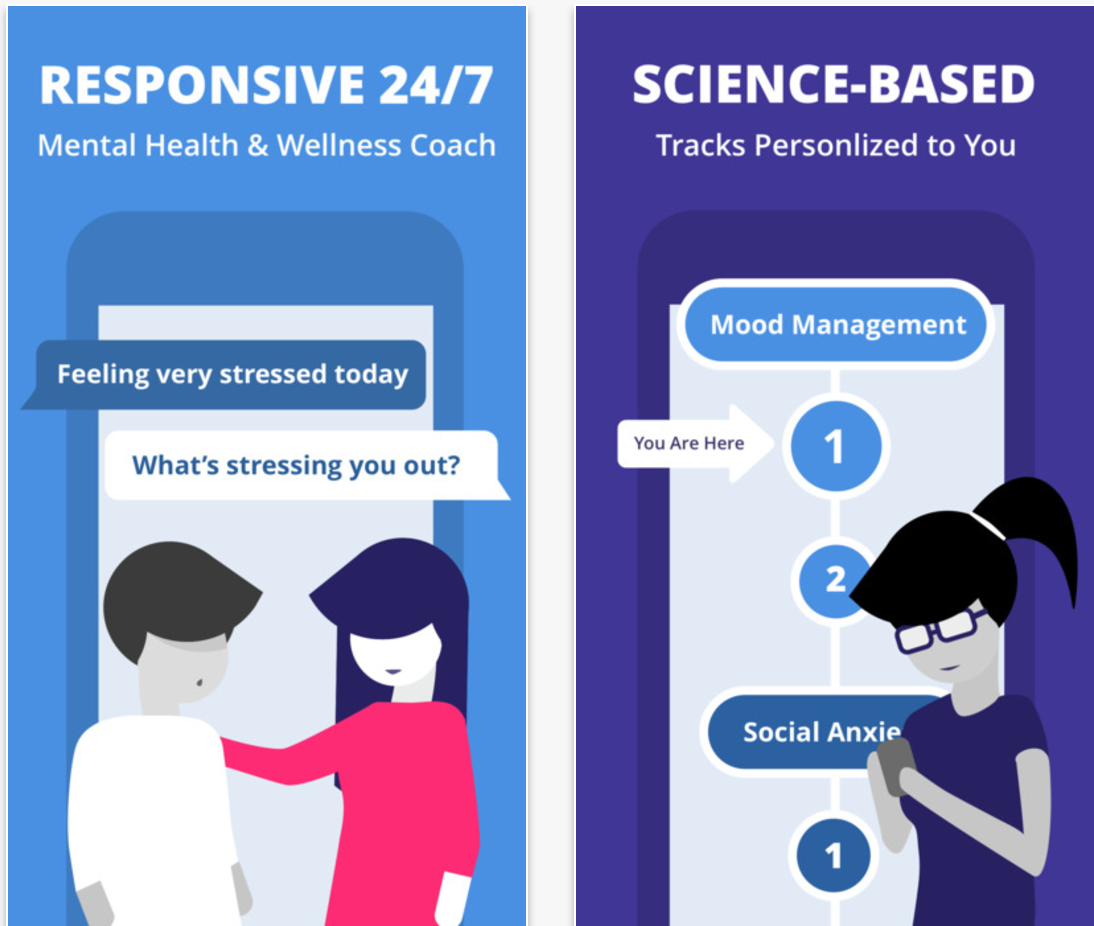 RESPONSIVE 24/7
Mental Health & Wellness Coach
Feeling very stressed today
What's stressing you out?
SCIENCE-BASED
Tracks Personlized to You
Mood Management
You Are Here
1
2
Social Anxie
1